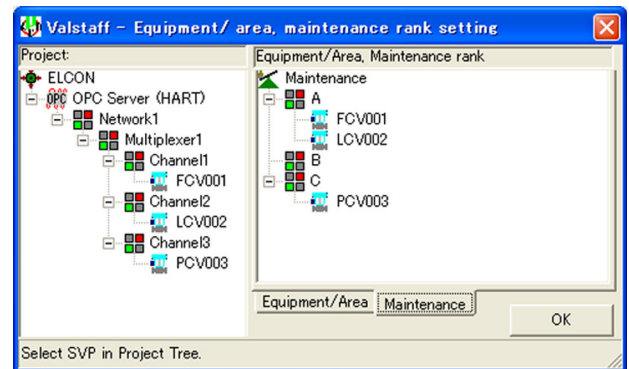 Valstaff - Equipment/ area, maintenance rank setting
Project:
ELCON
OPC OPC Server (HART)
Network1
Multiplexer1
Channel1
FCV001
Channel2
LCV002
Channel3
PCV003
Equipment/Area, Maintenance rank
Maintenance
A
FCV001
LCV002
B
C
PCV003
Equipment/Area Maintenance
OK
Select SVP in Project Tree.